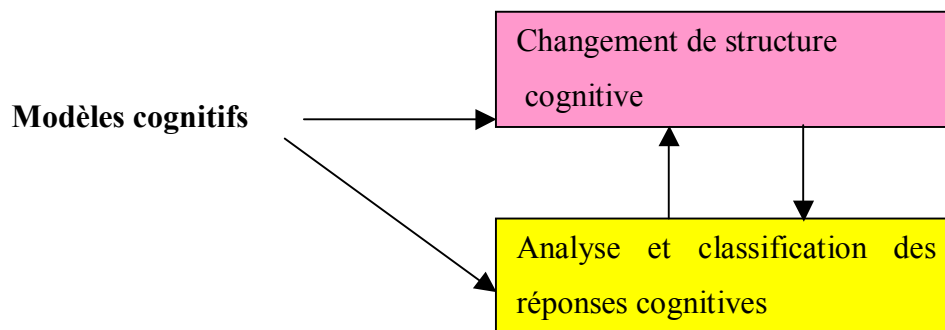 Changement de structure
cognitive
Modèles cognitifs
Analyse et classification des
réponses cognitives